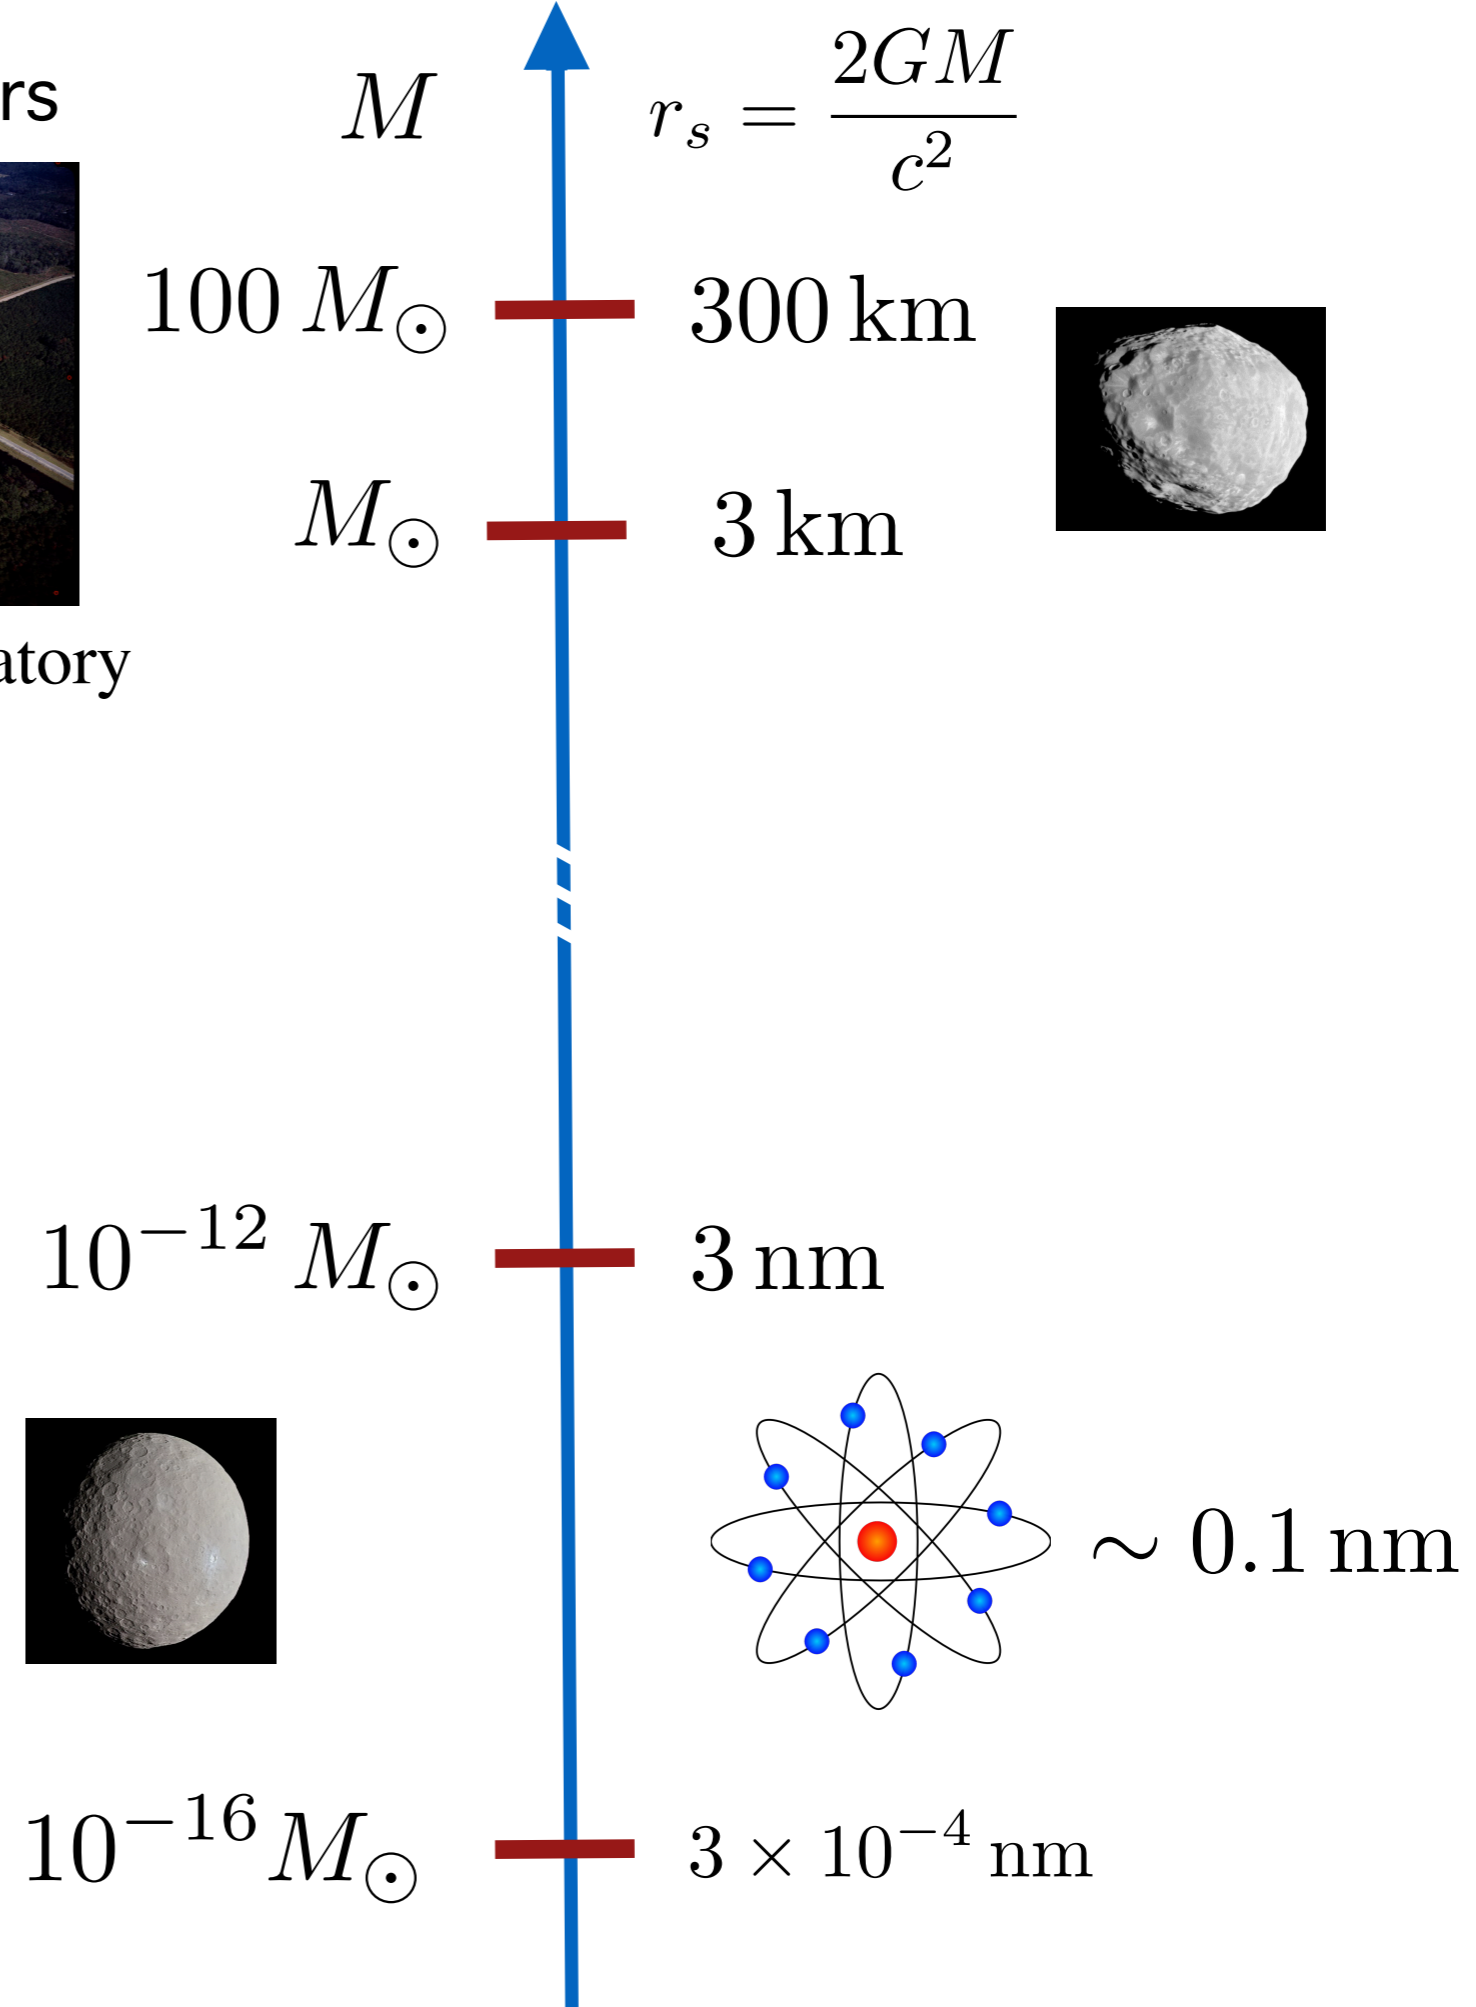 rs
M
r_s = 2GM / c^2
100 M_⊙
300 km
M_⊙
3 km
atory
10^{-12} M_⊙
3 nm
~ 0.1 nm
10^{-16} M_⊙
3 × 10^{-4} nm